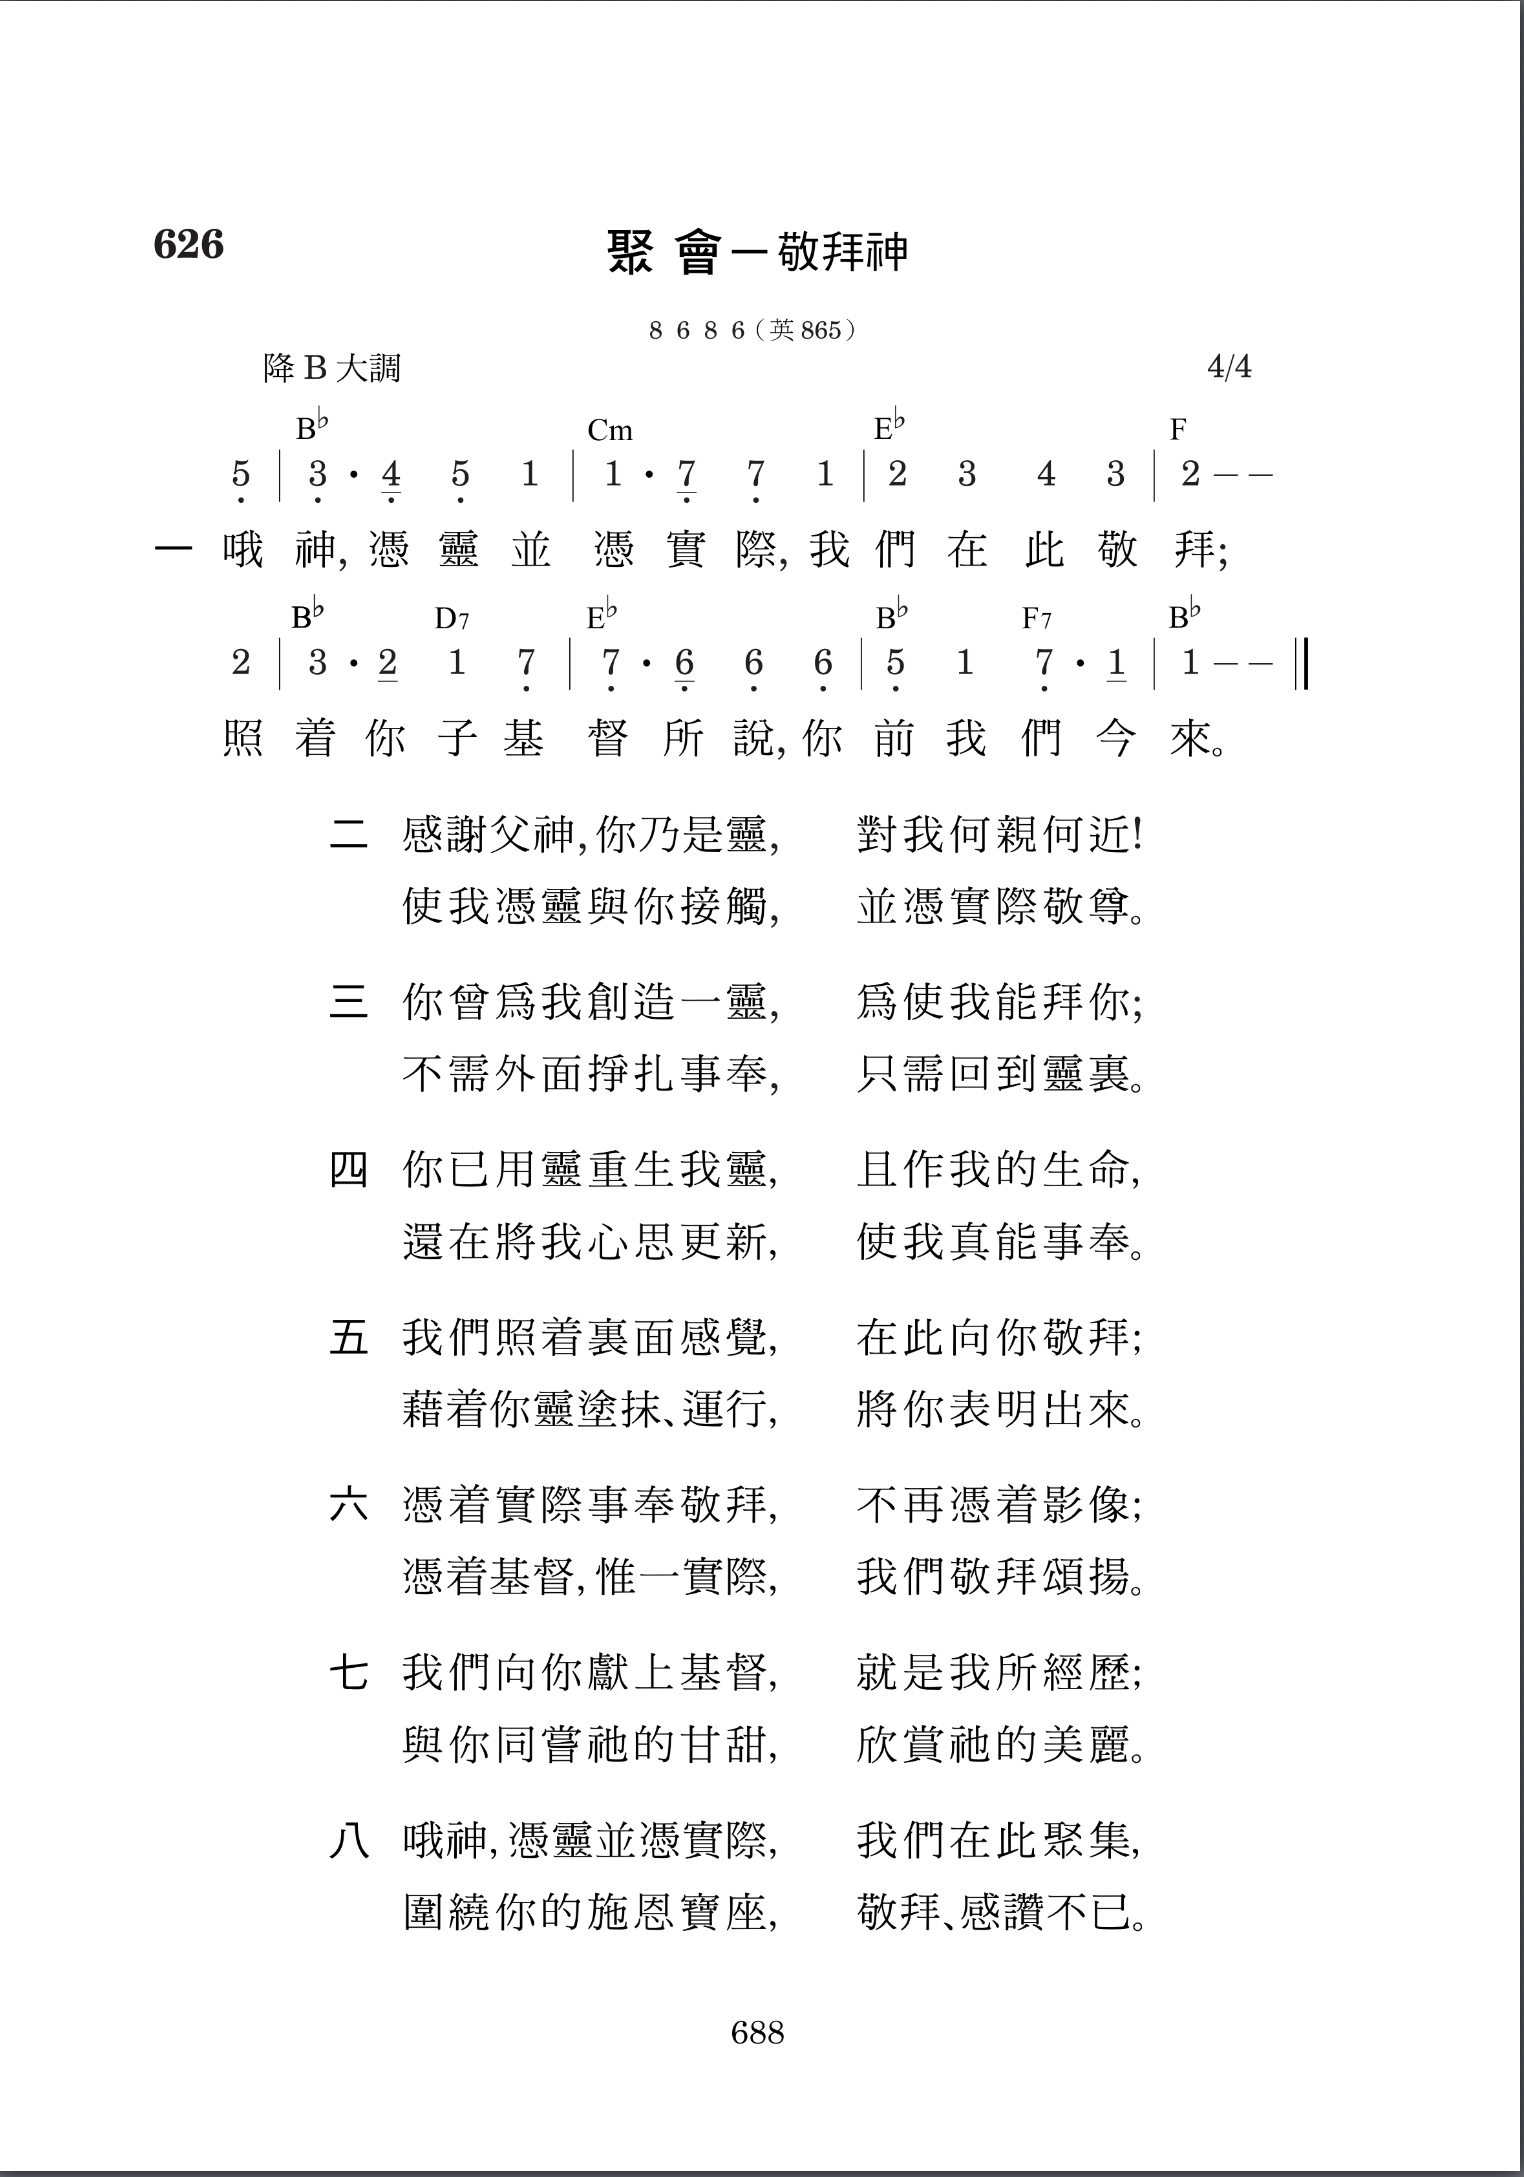 626
聚 會－敬拜神
8 6 8 6（英865）
降B大調 4/4
B♭ Cm E♭ F
5̣ | 3̣ · 4̣ 5̣ 1 | 1 · 7̣ 7̣ 1 | 2 3 4 3 | 2 – –
一 哦神,憑靈並憑實際,我們在此敬拜;
B♭ D7 E♭ B♭ F7 B♭
2 | 3 · 2 1 7̣ | 7̣ · 6̣ 6̣ 6̣ | 5̣ 1 7̣ · 1 | 1 – – ‖
照着你子基督所說,你前我們今來。
二 感謝父神,你乃是靈, 對我何親何近!
使我憑靈與你接觸, 並憑實際敬尊。
三 你曾爲我創造一靈, 爲使我能拜你;
不需外面掙扎事奉, 只需回到靈裏。
四 你已用靈重生我靈, 且作我的生命,
還在將我心思更新, 使我真能事奉。
五 我們照着裏面感覺, 在此向你敬拜;
藉着你靈塗抹、運行, 將你表明出來。
六 憑着實際事奉敬拜, 不再憑着影像;
憑着基督,惟一實際, 我們敬拜頌揚。
七 我們向你獻上基督, 就是我所經歷;
與你同嘗祂的甘甜, 欣賞祂的美麗。
八 哦神,憑靈並憑實際, 我們在此聚集,
圍繞你的施恩寶座, 敬拜、感讚不已。
688